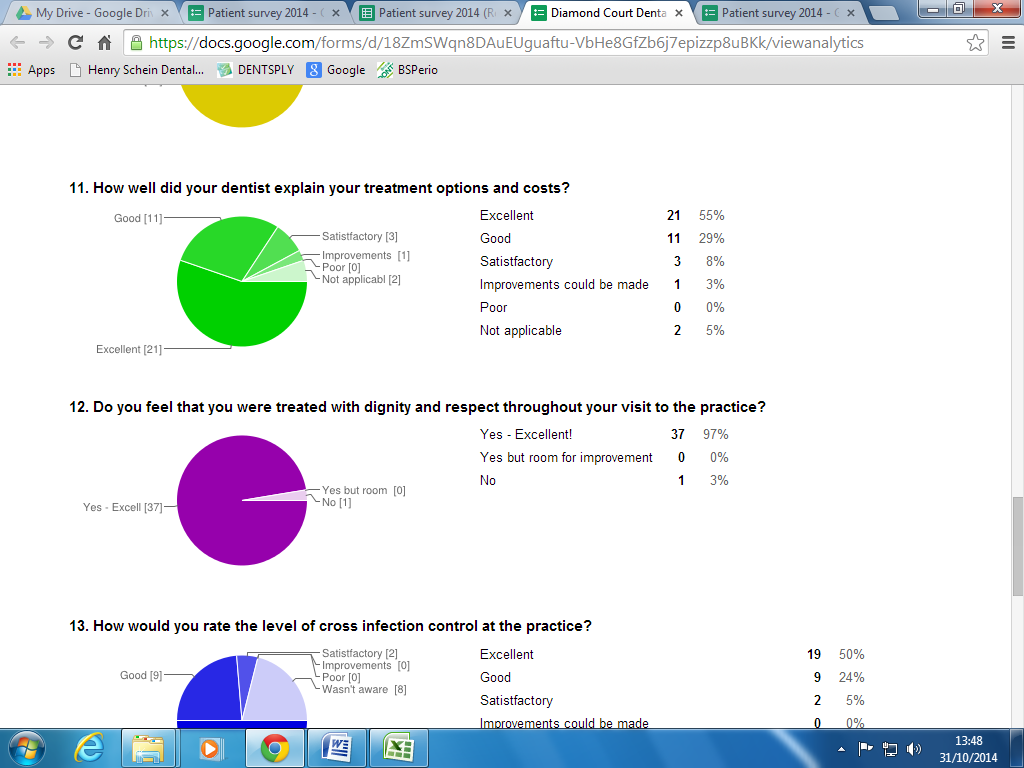 My Drive - Google Dri
Patient survey 2014 - 
Patient survey 2014 (R
Diamond Court Denta
Patient survey 2014 - 
https://docs.google.com/forms/d/18ZmSWqn8DAuEUguaftu-VbHe8GfZb6j7epizzp8uBKk/viewanalytics
Apps Henry Schein Dental... DENTSPLY Google BSPerio
11. How well did your dentist explain your treatment options and costs?
Good [11]
Satistfactory [3]
Improvements [1]
Poor [0]
Not applicabl [2]
Excellent [21]
Excellent 21 55%
Good 11 29%
Satistfactory 3 8%
Improvements could be made 1 3%
Poor 0 0%
Not applicable 2 5%
12. Do you feel that you were treated with dignity and respect throughout your visit to the practice?
Yes - Excell [37]
Yes but room [0]
No [1]
Yes - Excellent! 37 97%
Yes but room for improvement 0 0%
No 1 3%
13. How would you rate the level of cross infection control at the practice?
Good [9]
Satistfactory [2]
Improvements [0]
Poor [0]
Wasn't aware [8]
Excellent 19 50%
Good 9 24%
Satistfactory 2 5%
Improvements could be made 0 0%
13:48
31/10/2014